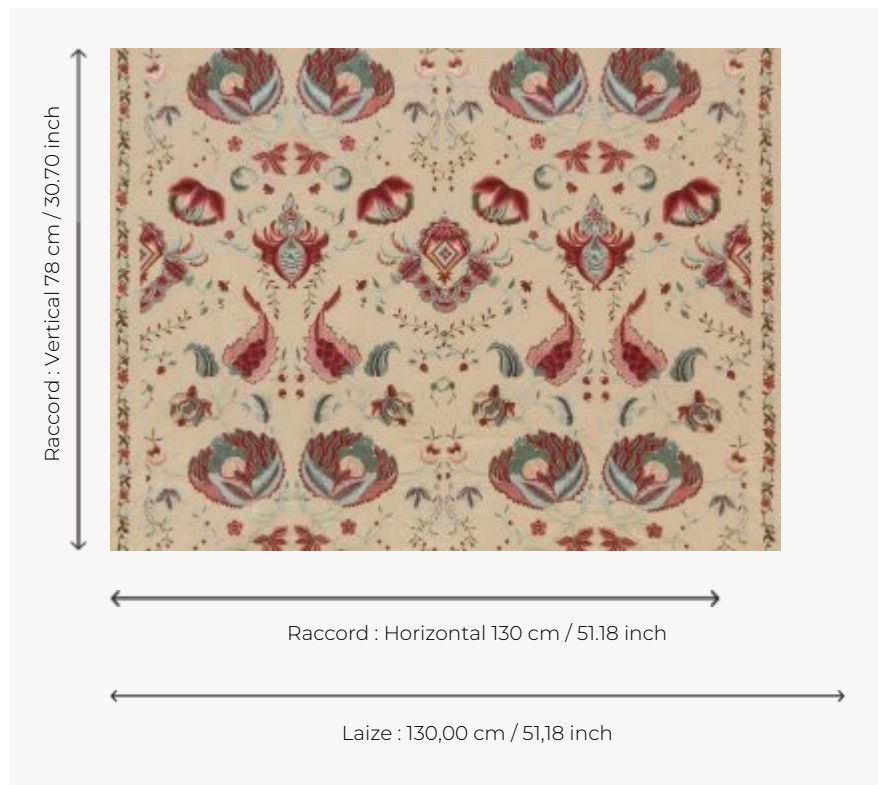 Raccord : Vertical 78 cm / 30.70 inch
Raccord : Horizontal 130 cm / 51.18 inch
Laize : 130,00 cm / 51,18 inch